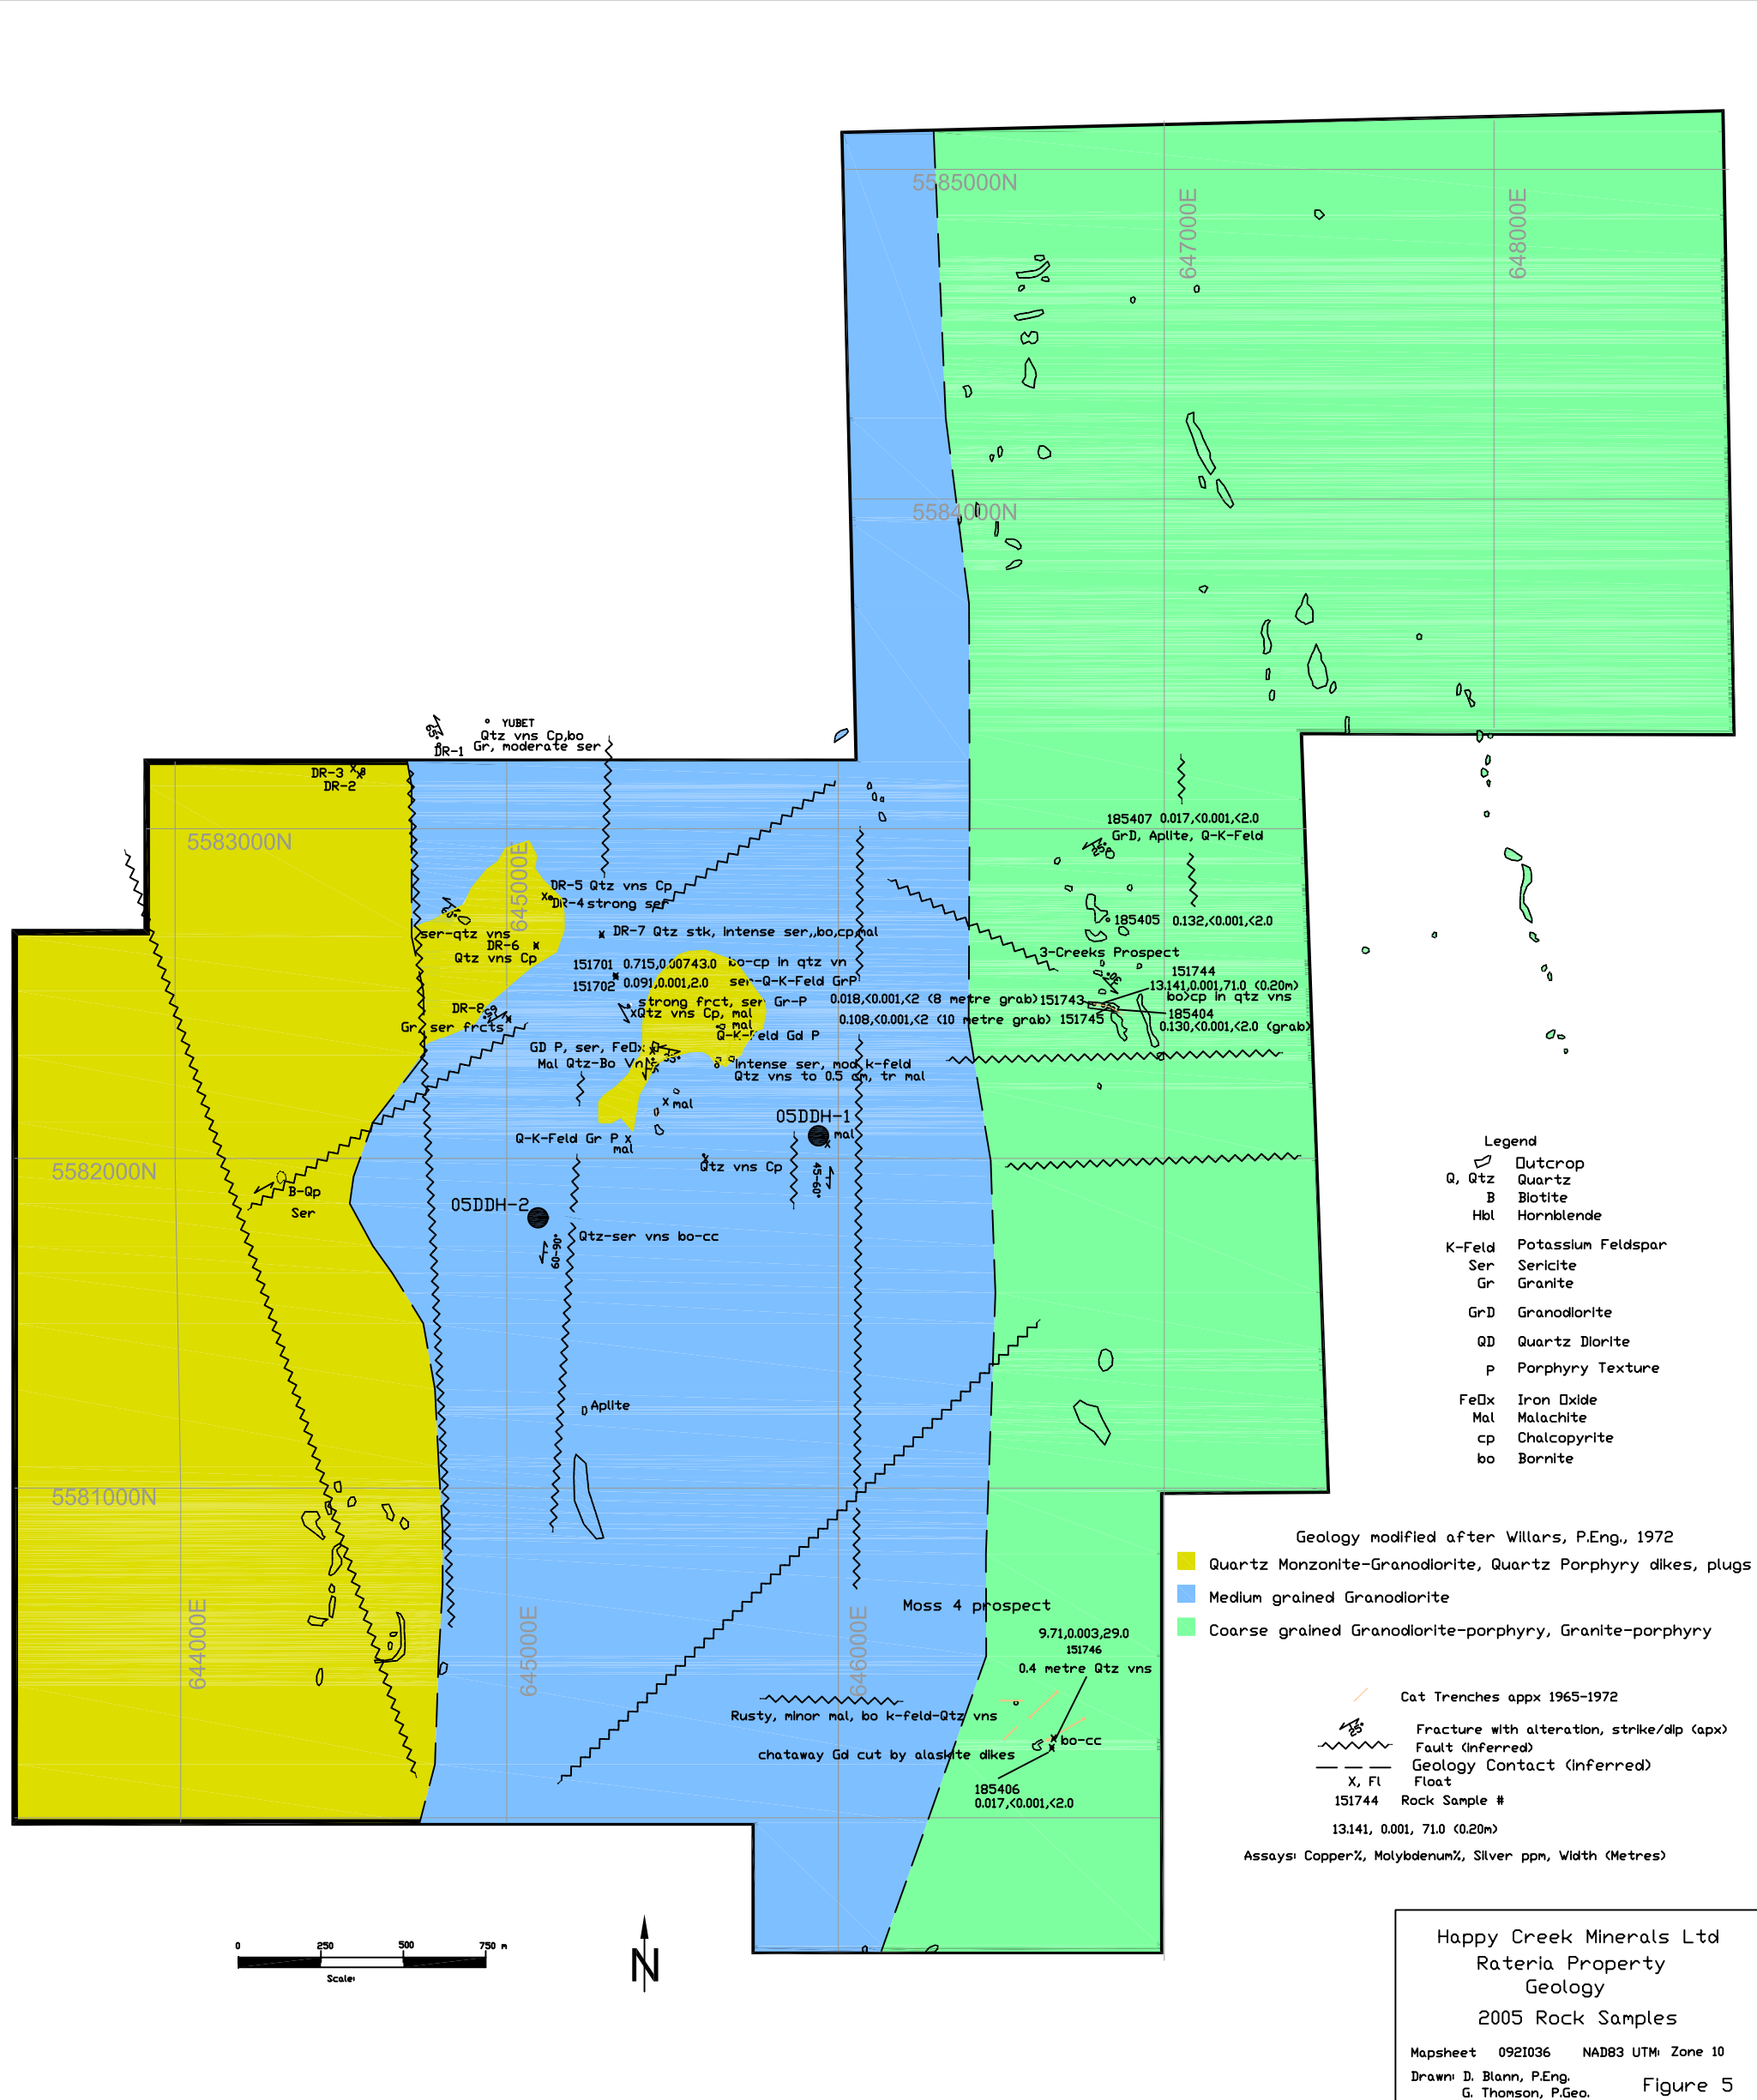 5585000N
647000E
648000E
5584000N
YUBET
Qtz vns Cp,bo
Gr, moderate ser
65°
DR-1
DR-3
DR-2
5583000N
645000E
185407 0.017,<0.001,<2.0
GrD, Aplite, Q-K-Feld
25°
DR-5 Qtz vns Cp
DR-4 strong ser
185405 0.132,<0.001,<2.0
ser-qtz vns
DR-6
Qtz vns Cp
DR-7 Qtz stk, Intense ser,,bo,cp,mal
3-Creeks Prospect
151701 0.715,0.00743.0 bo-cp in qtz vn
151702 0.091,0.001,2.0 ser-Q-K-Feld GrP
151744
13.141,0.001,71.0 (0.20m)
bo>cp in qtz vns
strong frct, ser Gr-P
0.018,<0.001,<2 (8 metre grab) 151743
DR-8
xQtz vns Cp, mal
0.108,<0.001,<2 (10 metre grab) 151745
185404
0.130,<0.001,<2.0 (grab)
Gr, ser frcts
mal
Q-K-Feld Gd P
GD P, ser, FeOx
Mal Qtz-Bo Vn
Intense ser, mod k-feld
Qtz vns to 0.5 cm, tr mal
x mal
05DDH-1
mal
Q-K-Feld Gr P x
mal
5582000N
Qtz vns Cp
45-60°
B-Qp
Ser
05DDH-2
Qtz-ser vns bo-cc
60-90°
Aplite
5581000N
644000E
645000E
646000E
Moss 4 prospect
9.71,0.003,29.0
151746
0.4 metre Qtz vns
Rusty, minor mal, bo k-feld-Qtz vns
bo-cc
chataway Gd cut by alaskite dikes
185406
0.017,<0.001,<2.0
Legend
Outcrop
Q, Qtz Quartz
B Biotite
Hbl Hornblende
K-Feld Potassium Feldspar
Ser Sericite
Gr Granite
GrD Granodiorite
QD Quartz Diorite
P Porphyry Texture
FeOx Iron Oxide
Mal Malachite
cp Chalcopyrite
bo Bornite
Geology modified after Willars, P.Eng., 1972
Quartz Monzonite-Granodiorite, Quartz Porphyry dikes, plugs
Medium grained Granodiorite
Coarse grained Granodiorite-porphyry, Granite-porphyry
Cat Trenches appx 1965-1972
25° Fracture with alteration, strike/dip (apx)
Fault (inferred)
Geology Contact (inferred)
X, Fl Float
151744 Rock Sample #
13.141, 0.001, 71.0 (0.20m)
Assays: Copper%, Molybdenum%, Silver ppm, Width (Metres)
0 250 500 750 m
Scale:
N
Happy Creek Minerals Ltd
Rateria Property
Geology
2005 Rock Samples
Mapsheet 092I036 NAD83 UTM: Zone 10
Drawn: D. Blann, P.Eng.
G. Thomson, P.Geo.
Figure 5